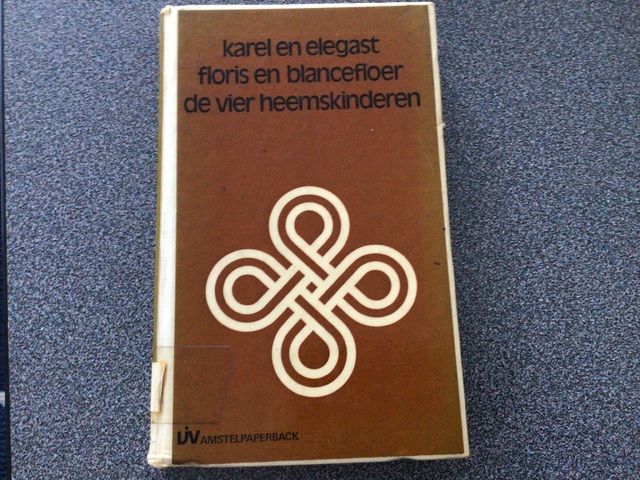 karel en elegast
floris en blancefloer
de vier heemskinderen
AMSTELPAPERBACK